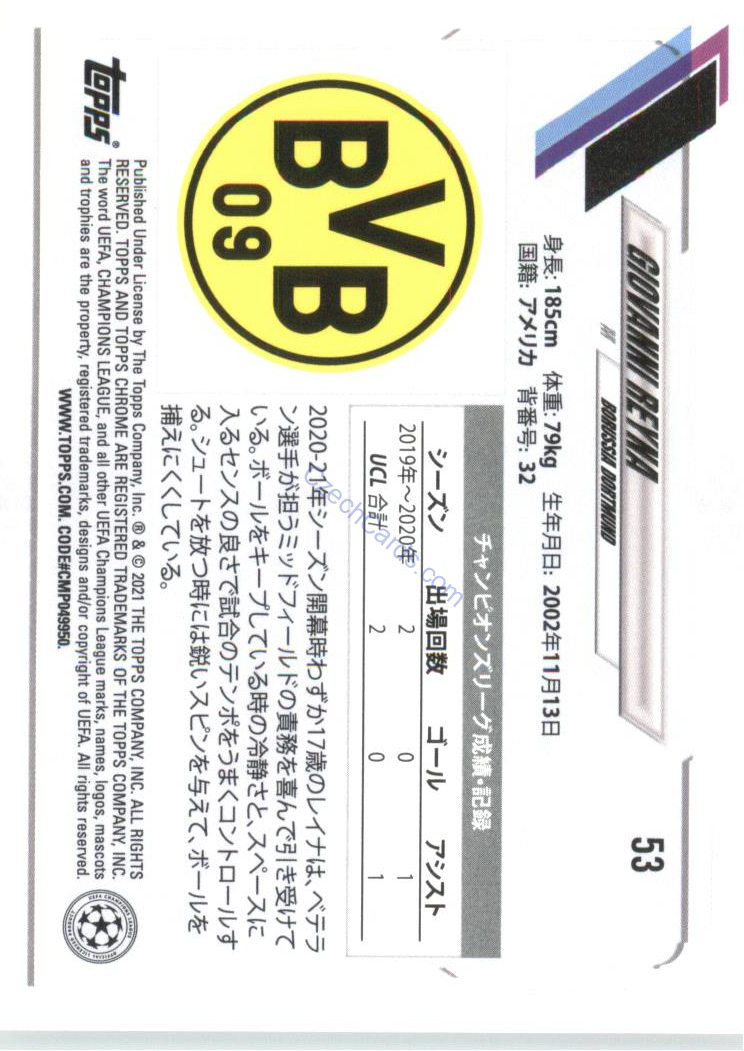 53
GIOVANNI REYNA
BORUSSIA DORTMUND
身長: 185cm 体重: 79kg 生年月日: 2002年11月13日
国籍: アメリカ 背番号: 32
チャンピオンズリーグ成績・記録
シーズン 出場回数 ゴール アシスト
2019年～2020年 2 0 1
UCL 合計 2 0 1
BVB
09
2020-21年シーズン開幕時わずか17歳のレイナは、ベテラ
ン選手が担うミッドフィールドの責務を喜んで引き受けて
いる。ボールをキープしている時の冷静さと、スペースに
入るセンスの良さで試合のテンポをうまくコントロールす
る。シュートを放つ時には鋭いスピンを与えて、ボールを
捕えにくくしている。
topps®
Published Under License by The Topps Company, Inc. ® & © 2021 THE TOPPS COMPANY, INC. ALL RIGHTS
RESERVED. TOPPS AND TOPPS CHROME ARE REGISTERED TRADEMARKS OF THE TOPPS COMPANY, INC.
The word UEFA, CHAMPIONS LEAGUE, and all other UEFA Champions League marks, names, logos, mascots
and trophies are the property, registered trademarks, designs and/or copyright of UEFA. All rights reserved.
WWW.TOPPS.COM. CODE#CMP049950.
UEFA CHAMPIONS LEAGUE
OFFICIAL LICENSED PRODUCT
czechcards.com